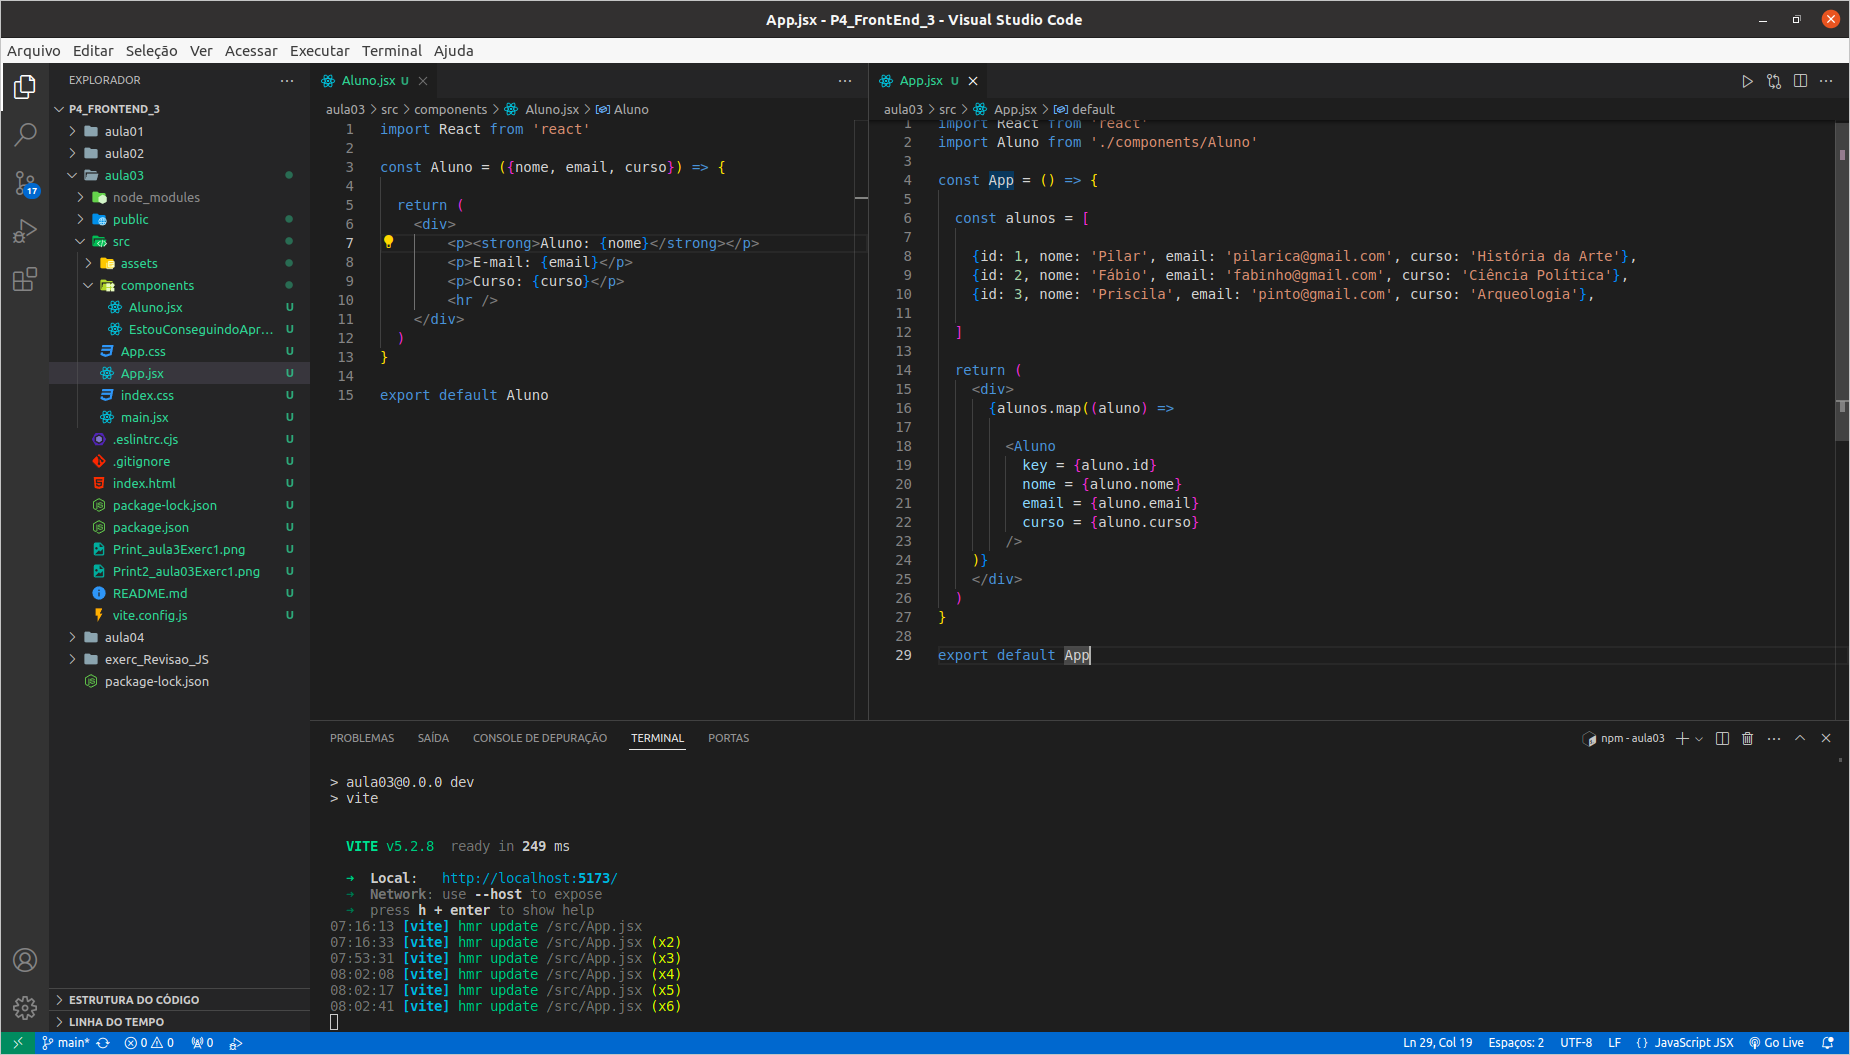 App.jsx - P4_FrontEnd_3 - Visual Studio Code
Arquivo Editar Seleção Ver Acessar Executar Terminal Ajuda
EXPLORADOR
P4_FRONTEND_3
aula01
aula02
aula03
node_modules
public
src
assets
components
Aluno.jsx U
EstouConseguindoApr... U
App.css U
App.jsx U
index.css U
main.jsx U
.eslintrc.cjs U
.gitignore U
index.html U
package-lock.json U
package.json U
Print_aula3Exerc1.png U
Print2_aula03Exerc1.png U
README.md U
vite.config.js U
aula04
exerc_Revisao_JS
package-lock.json
ESTRUTURA DO CÓDIGO
LINHA DO TEMPO
17
Aluno.jsx U
aula03 > src > components > Aluno.jsx > Aluno
1 import React from 'react'
2
3 const Aluno = ({nome, email, curso}) => {
4
5 return (
6 <div>
7 <p><strong>Aluno: {nome}</strong></p>
8 <p>E-mail: {email}</p>
9 <p>Curso: {curso}</p>
10 <hr />
11 </div>
12 )
13 }
14
15 export default Aluno
App.jsx U
aula03 > src > App.jsx > default
1 import React from 'react'
2 import Aluno from './components/Aluno'
3
4 const App = () => {
5
6 const alunos = [
7
8 {id: 1, nome: 'Pilar', email: 'pilarica@gmail.com', curso: 'História da Arte'},
9 {id: 2, nome: 'Fábio', email: 'fabinho@gmail.com', curso: 'Ciência Política'},
10 {id: 3, nome: 'Priscila', email: 'pinto@gmail.com', curso: 'Arqueologia'},
11
12 ]
13
14 return (
15 <div>
16 {alunos.map((aluno) =>
17
18 <Aluno
19 key = {aluno.id}
20 nome = {aluno.nome}
21 email = {aluno.email}
22 curso = {aluno.curso}
23 />
24 )}
25 </div>
26 )
27 }
28
29 export default App
PROBLEMAS SAÍDA CONSOLE DE DEPURAÇÃO TERMINAL PORTAS
npm - aula03
> aula03@0.0.0 dev
> vite
VITE v5.2.8 ready in 249 ms
➜ Local: http://localhost:5173/
➜ Network: use --host to expose
➜ press h + enter to show help
07:16:13 [vite] hmr update /src/App.jsx
07:16:33 [vite] hmr update /src/App.jsx (x2)
07:53:31 [vite] hmr update /src/App.jsx (x3)
08:02:08 [vite] hmr update /src/App.jsx (x4)
08:02:17 [vite] hmr update /src/App.jsx (x5)
08:02:41 [vite] hmr update /src/App.jsx (x6)
main* 0 0 0 Ln 29, Col 19 Espaços: 2 UTF-8 LF {} JavaScript JSX Go Live